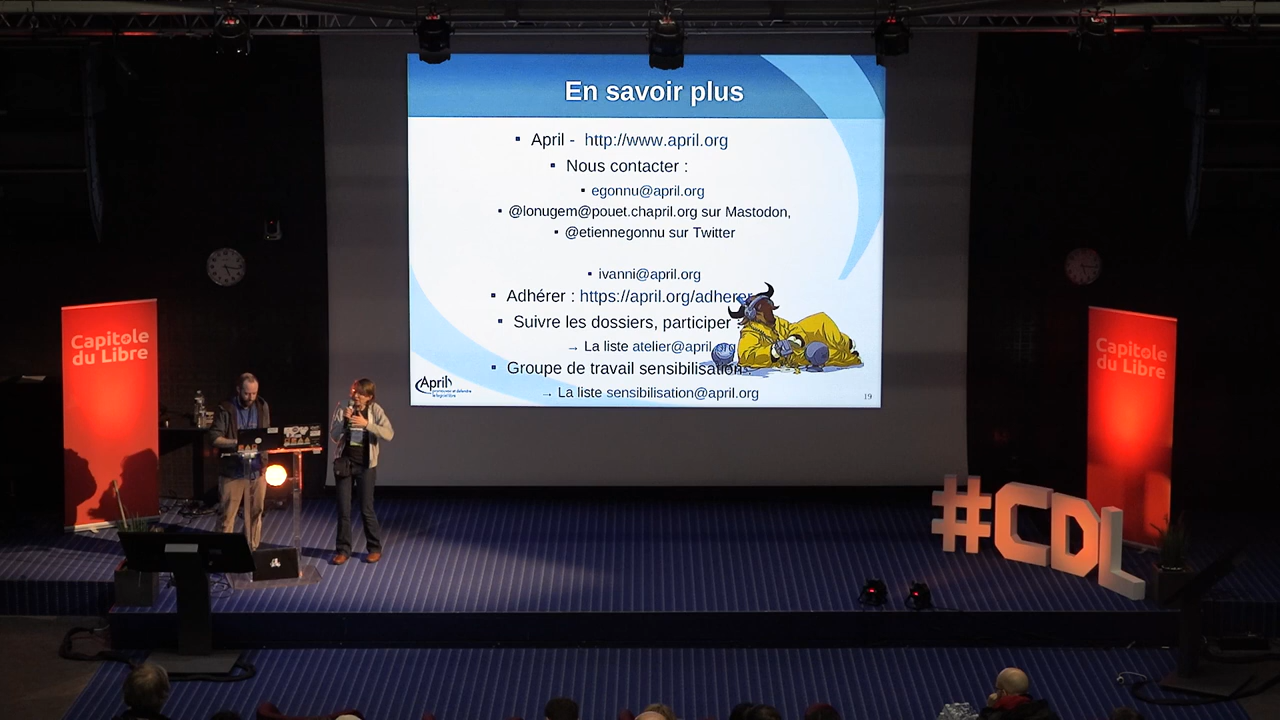 En savoir plus
▪ April - http://www.april.org
▪ Nous contacter :
▪ egonnu@april.org
▪ @lonugem@pouet.chapril.org sur Mastodon,
▪ @etiennegonnu sur Twitter
▪ ivanni@april.org
▪ Adhérer : https://april.org/adherer
▪ Suivre les dossiers, participer :
→ La liste atelier@april.org
▪ Groupe de travail sensibilisation
→ La liste sensibilisation@april.org
April
19
Capitole
du Libre
Capitole
du Libre
#CDL